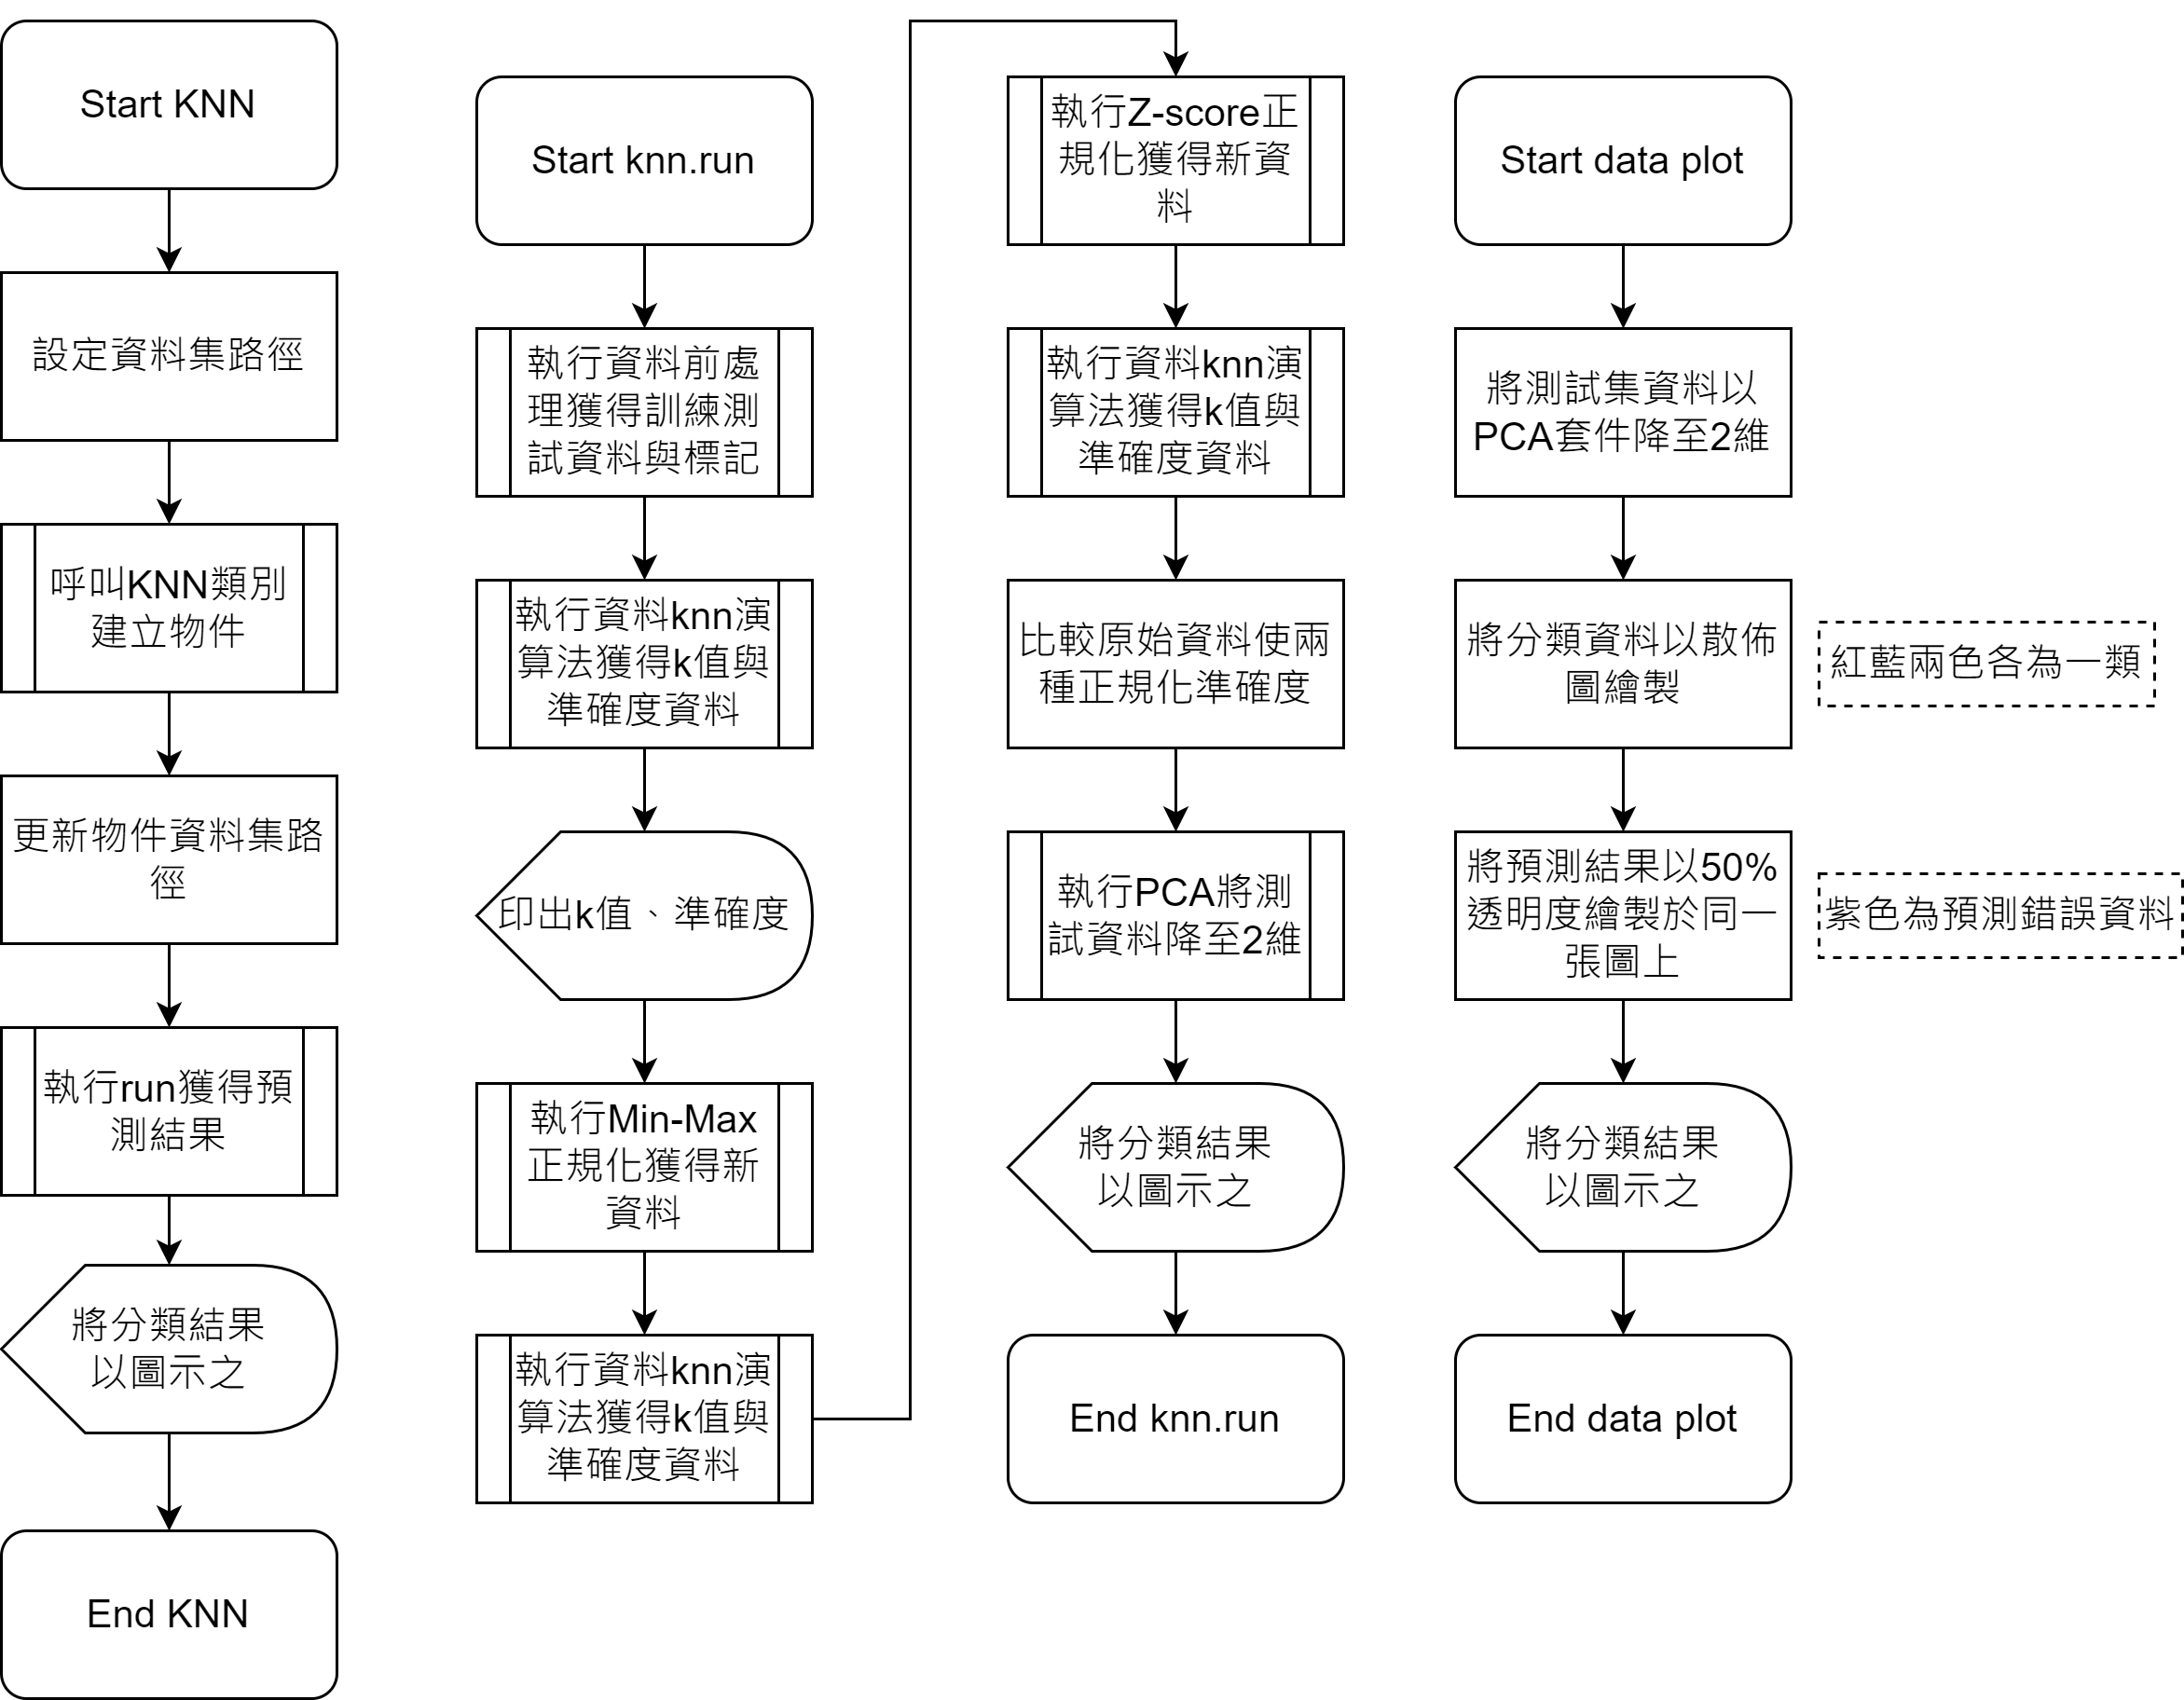 Start KNN
設定資料集路徑
呼叫KNN類別
建立物件
更新物件資料集路
徑
執行run獲得預
測結果
將分類結果
以圖示之
End KNN
Start knn.run
執行資料前處
理獲得訓練測
試資料與標記
執行資料knn演
算法獲得k值與
準確度資料
印出k值、準確度
執行Min-Max
正規化獲得新
資料
執行資料knn演
算法獲得k值與
準確度資料
執行Z-score正
規化獲得新資
料
執行資料knn演
算法獲得k值與
準確度資料
比較原始資料使兩
種正規化準確度
執行PCA將測
試資料降至2維
將分類結果
以圖示之
End knn.run
Start data plot
將測試集資料以
PCA套件降至2維
將分類資料以散佈
圖繪製
紅藍兩色各為一類
將預測結果以50%
透明度繪製於同一
張圖上
紫色為預測錯誤資料
將分類結果
以圖示之
End data plot